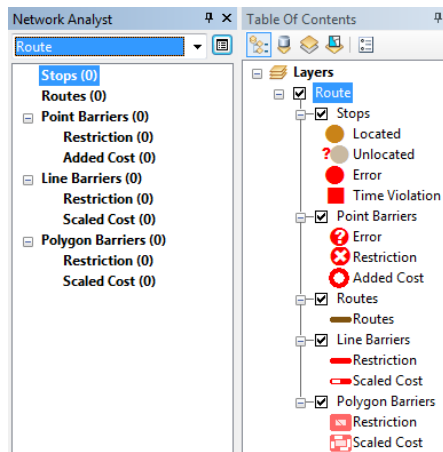 Network Analyst
Route
Stops (0)
Routes (0)
Point Barriers (0)
Restriction (0)
Added Cost (0)
Line Barriers (0)
Restriction (0)
Scaled Cost (0)
Polygon Barriers (0)
Restriction (0)
Scaled Cost (0)
Table Of Contents
Layers
Route
Stops
Located
? Unlocated
Error
Time Violation
Point Barriers
? Error
Restriction
Added Cost
Routes
Routes
Line Barriers
Restriction
Scaled Cost
Polygon Barriers
Restriction
Scaled Cost